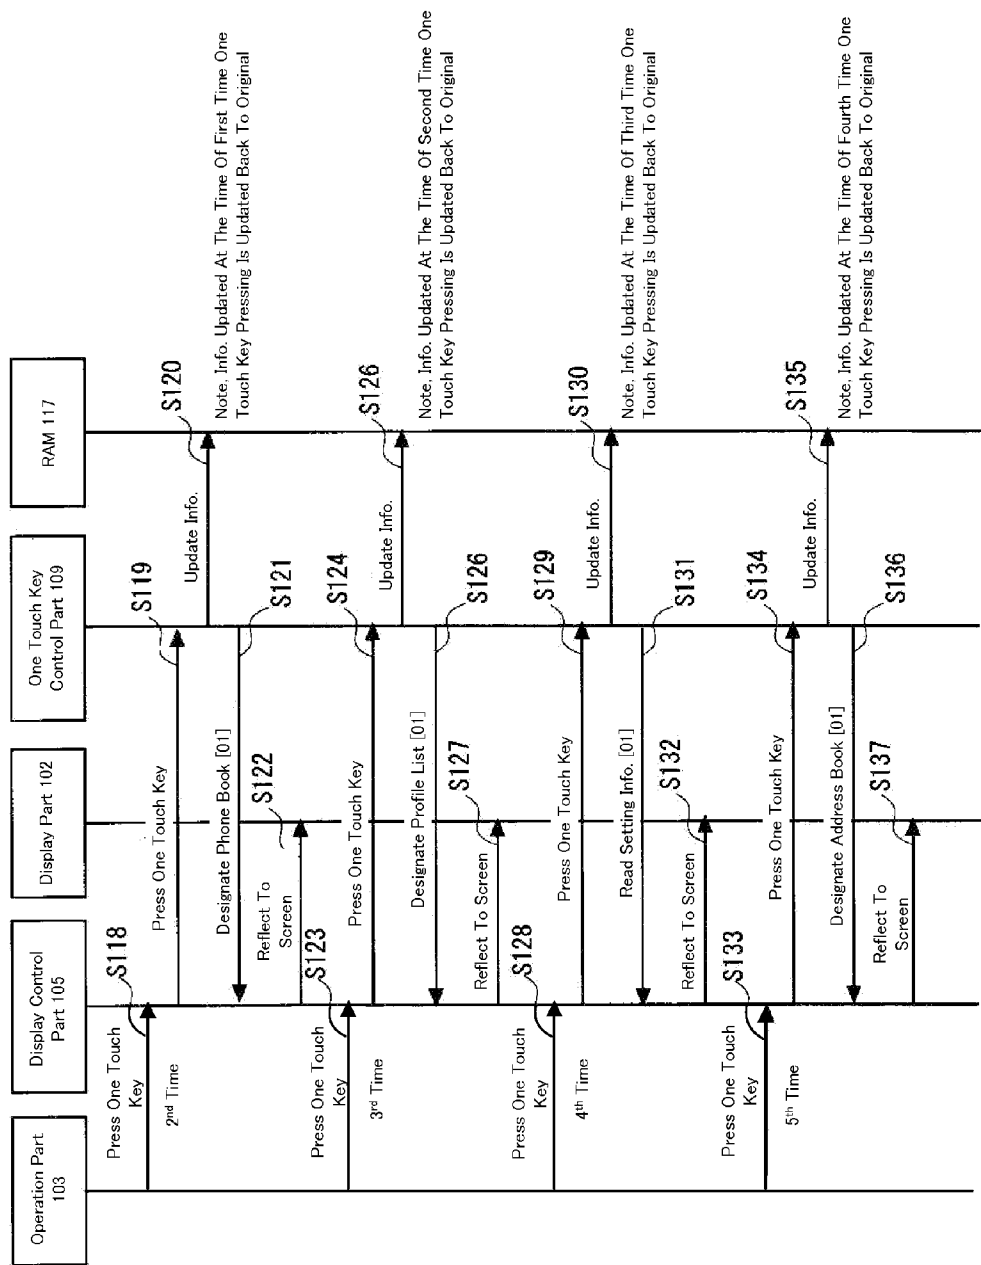 Operation Part
103
Display Control
Part 105
Display Part 102
One Touch Key
Control Part 109
RAM 117
Press One Touch
Key
S118
2nd Time
Press One Touch Key
S119
Update Info.
S120
Note, Info. Updated At The Time Of First Time One
Touch Key Pressing Is Updated Back To Original
Designate Phone Book [01]
S121
Reflect To
Screen
S122
Press One Touch
Key
S123
3rd Time
Press One Touch Key
S124
Update Info.
S126
Note, Info. Updated At The Time Of Second Time One
Touch Key Pressing Is Updated Back To Original
Designate Profile List [01]
S126
Reflect To Screen
S127
Press One Touch
Key
S128
4th Time
Press One Touch Key
S129
Update Info.
S130
Note, Info. Updated At The Time Of Third Time One
Touch Key Pressing Is Updated Back To Original
Read Setting Info. [01]
S131
Reflect To Screen
S132
Press One Touch
Key
S133
5th Time
Press One Touch Key
S134
Update Info.
S135
Note, Info. Updated At The Time Of Fourth Time One
Touch Key Pressing Is Updated Back To Original
Designate Address Book [01]
S136
Reflect To
Screen
S137